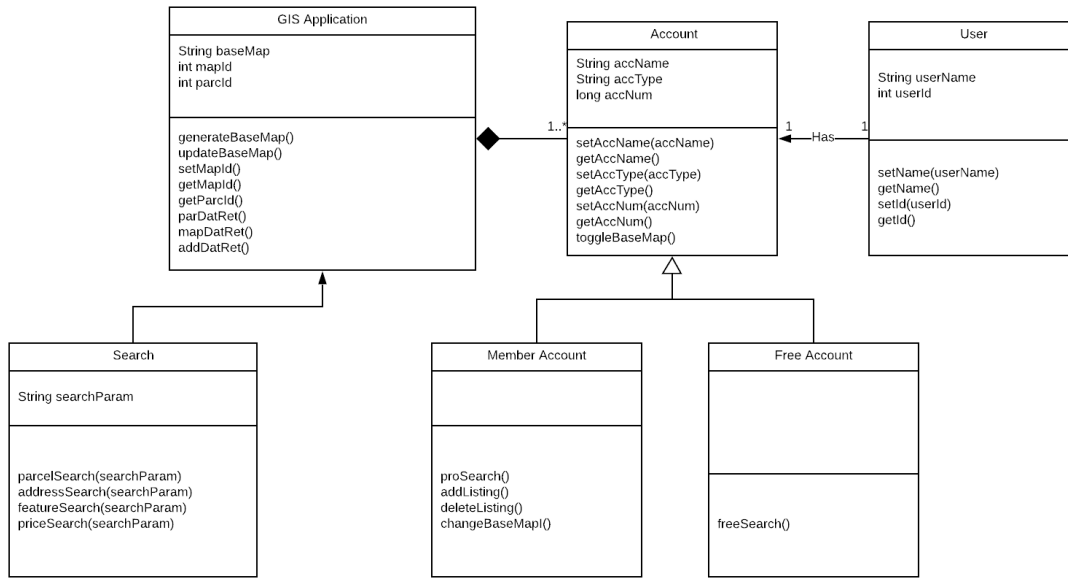 GIS Application
String baseMap
int mapId
int parcId
generateBaseMap()
updateBaseMap()
setMapId()
getMapId()
getParcId()
parDatRet()
mapDatRet()
addDatRet()
1..*
Account
String accName
String accType
long accNum
setAccName(accName)
getAccName()
setAccType(accType)
getAccType()
setAccNum(accNum)
getAccNum()
toggleBaseMap()
1
Has
1
User
String userName
int userId
setName(userName)
getName()
setId(userId)
getId()
Search
String searchParam
parcelSearch(searchParam)
addressSearch(searchParam)
featureSearch(searchParam)
priceSearch(searchParam)
Member Account
proSearch()
addListing()
deleteListing()
changeBaseMapI()
Free Account
freeSearch()